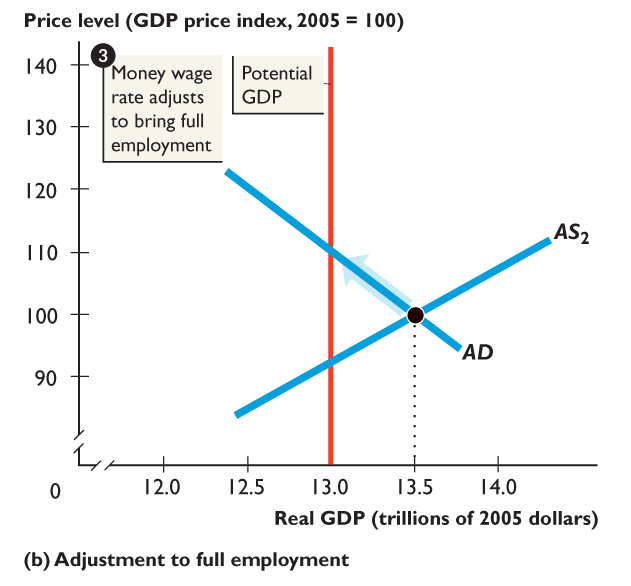 Price level (GDP price index, 2005 = 100)
140
3
Money wage
rate adjusts
to bring full
employment
Potential
GDP
130
120
110
100
90
0
AS2
AD
12.0
12.5
13.0
13.5
14.0
Real GDP (trillions of 2005 dollars)
(b) Adjustment to full employment